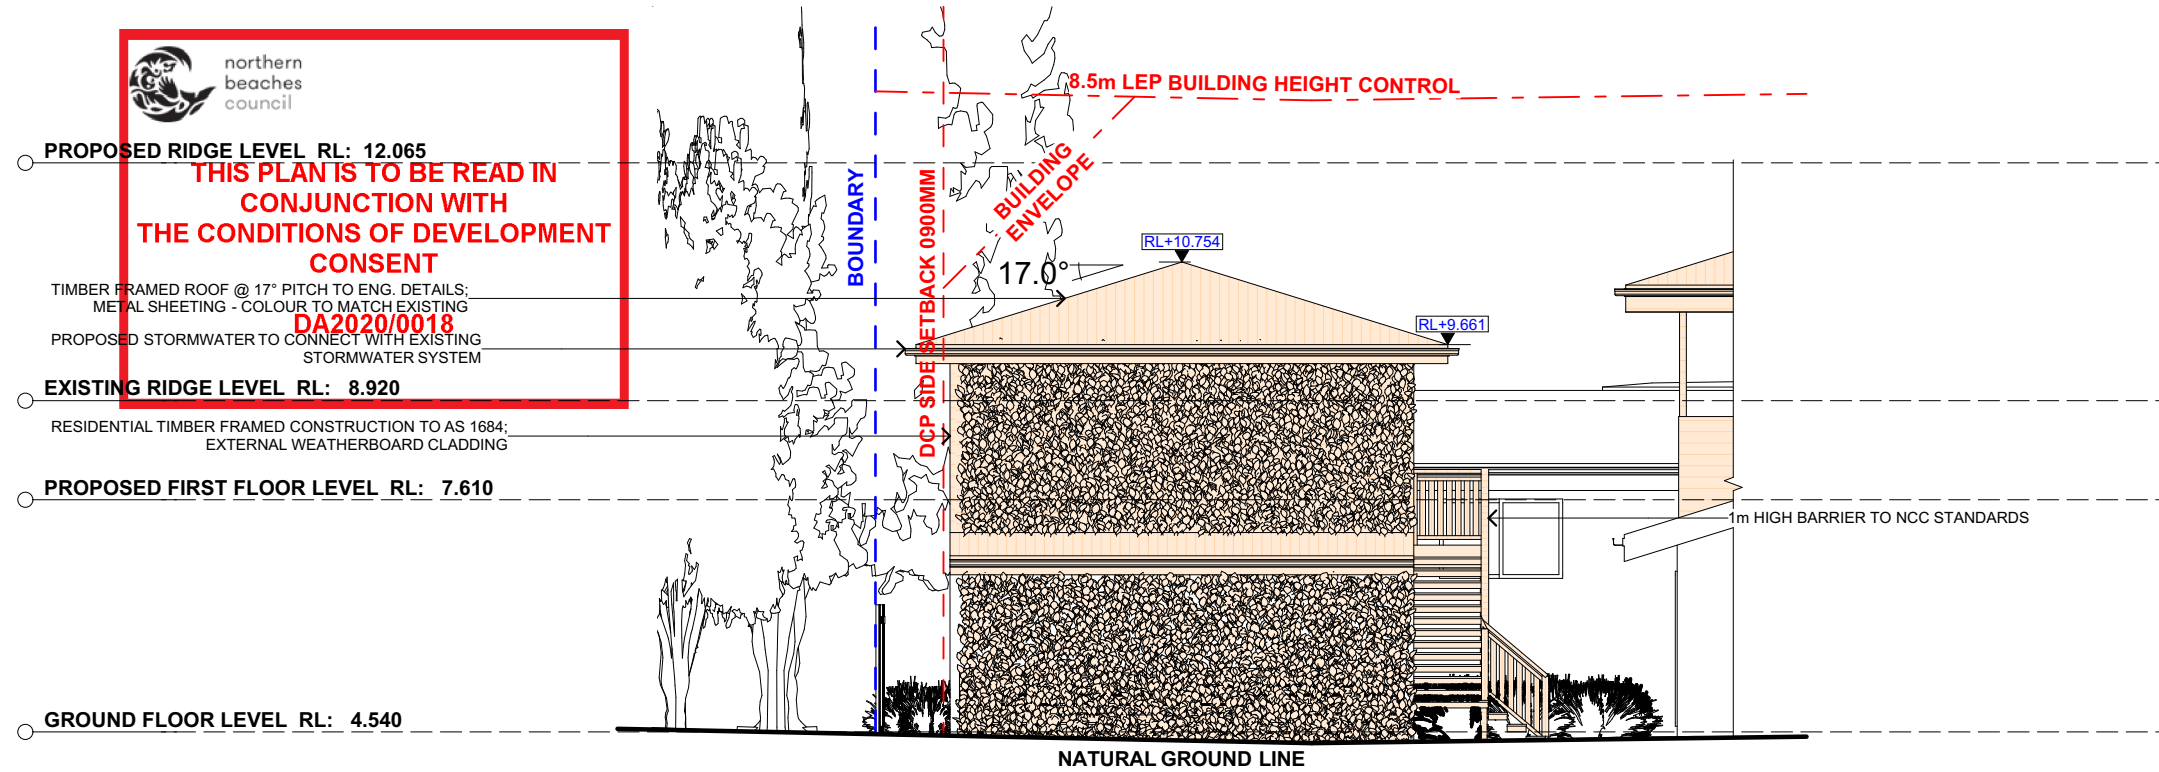 northern
beaches
council
8.5m LEP BUILDING HEIGHT CONTROL
PROPOSED RIDGE LEVEL RL: 12.065
THIS PLAN IS TO BE READ IN
CONJUNCTION WITH
THE CONDITIONS OF DEVELOPMENT
CONSENT
DA2020/0018
BOUNDARY
DCP SIDE SETBACK 0900MM
BUILDING
ENVELOPE
RL+10.754
17.0°
TIMBER FRAMED ROOF @ 17° PITCH TO ENG. DETAILS;
METAL SHEETING - COLOUR TO MATCH EXISTING
RL+9.661
PROPOSED STORMWATER TO CONNECT WITH EXISTING
STORMWATER SYSTEM
EXISTING RIDGE LEVEL RL: 8.920
RESIDENTIAL TIMBER FRAMED CONSTRUCTION TO AS 1684;
EXTERNAL WEATHERBOARD CLADDING
PROPOSED FIRST FLOOR LEVEL RL: 7.610
1m HIGH BARRIER TO NCC STANDARDS
GROUND FLOOR LEVEL RL: 4.540
NATURAL GROUND LINE